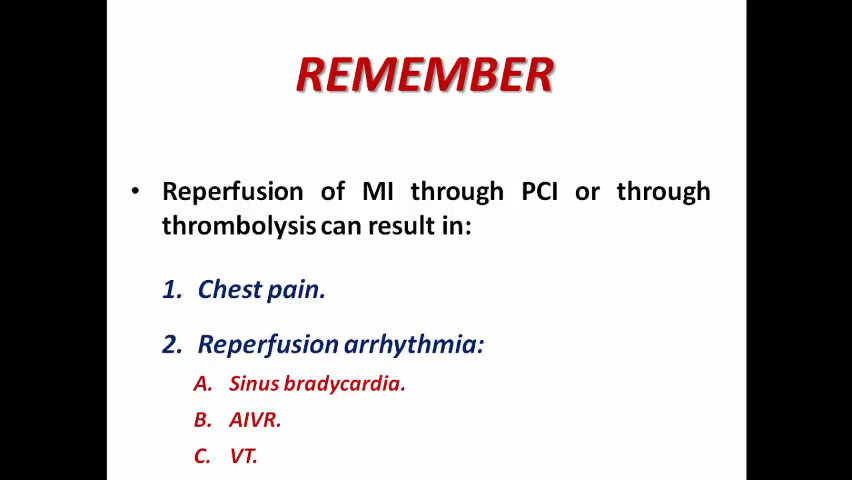 REMEMBER
• Reperfusion of MI through PCI or through
thrombolysis can result in:
1. Chest pain.
2. Reperfusion arrhythmia:
A. Sinus bradycardia.
B. AIVR.
C. VT.